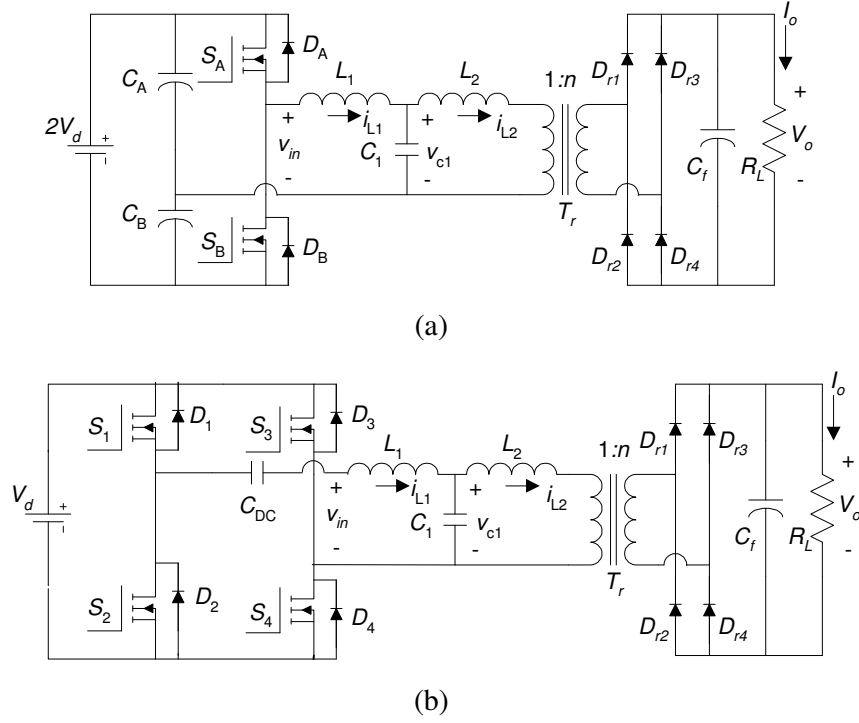 S_A D_A
C_A
L_1 L_2
1:n
D_r1 D_r3
I_o
2V_d + -
+ v_in -
i_L1
C_1
+ v_c1 -
i_L2
C_f
R_L
+ V_o -
C_B
S_B D_B
T_r
D_r2 D_r4
(a)
S_1 D_1
S_3 D_3
L_1 L_2
1:n
D_r1 D_r3
I_o
V_d + -
C_DC
+ v_in -
i_L1
C_1
+ v_c1 -
i_L2
C_f
R_L
+ V_o -
S_2 D_2
S_4 D_4
T_r
D_r2 D_r4
(b)